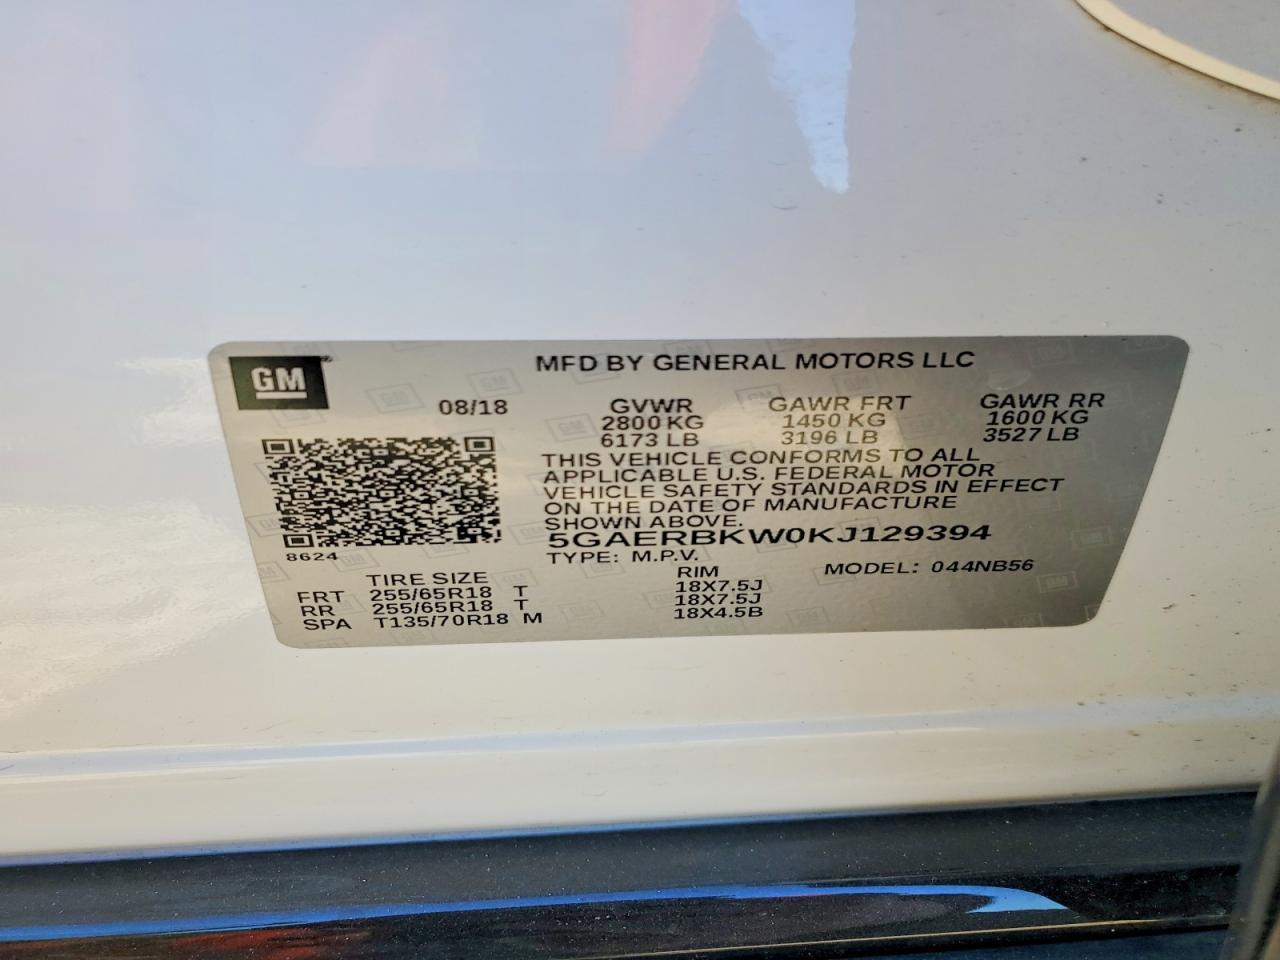 GM
MFD BY GENERAL MOTORS LLC
08/18 GVWR GAWR FRT GAWR RR
2800 KG 1450 KG 1600 KG
6173 LB 3196 LB 3527 LB
THIS VEHICLE CONFORMS TO ALL
APPLICABLE U.S. FEDERAL MOTOR
VEHICLE SAFETY STANDARDS IN EFFECT
ON THE DATE OF MANUFACTURE
SHOWN ABOVE.
5GAERBKW0KJ129394
8624
TYPE: M.P.V. MODEL: 044NB56
TIRE SIZE RIM
FRT 255/65R18 T 18X7.5J
RR 255/65R18 T 18X7.5J
SPA T135/70R18 M 18X4.5B